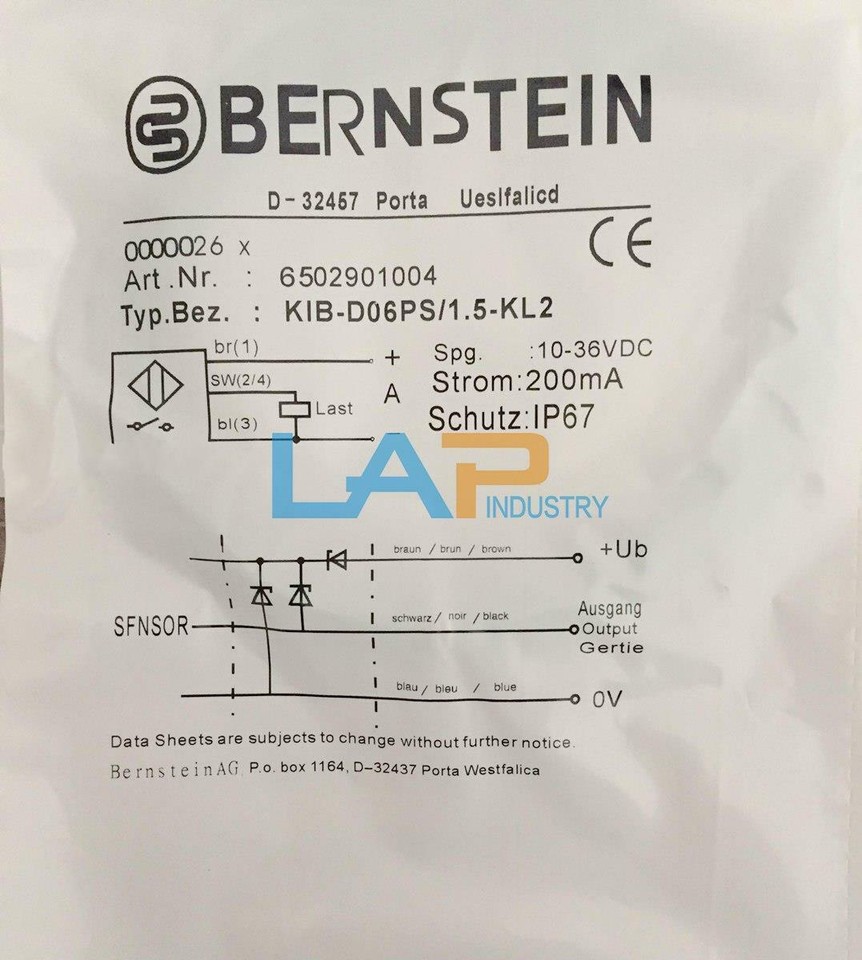 BERNSTEIN
D-32457 Porta Ueslfalicd
0000026 x
CE
Art.Nr. : 6502901004
Typ.Bez. : KIB-D06PS/1.5-KL2
br(1) + Spg. :10-36VDC
SW(2/4) A Strom:200mA
Last
bl(3) Schutz:IP67
LAP INDUSTRY
braun / brun / brown +Ub
SFNSOR schwarz / noir / black Ausgang
Output
Gertie
blau / bleu / blue 0V
Data Sheets are subjects to change without further notice.
Bernstein AG, P.o. box 1164, D-32437 Porta Westfalica